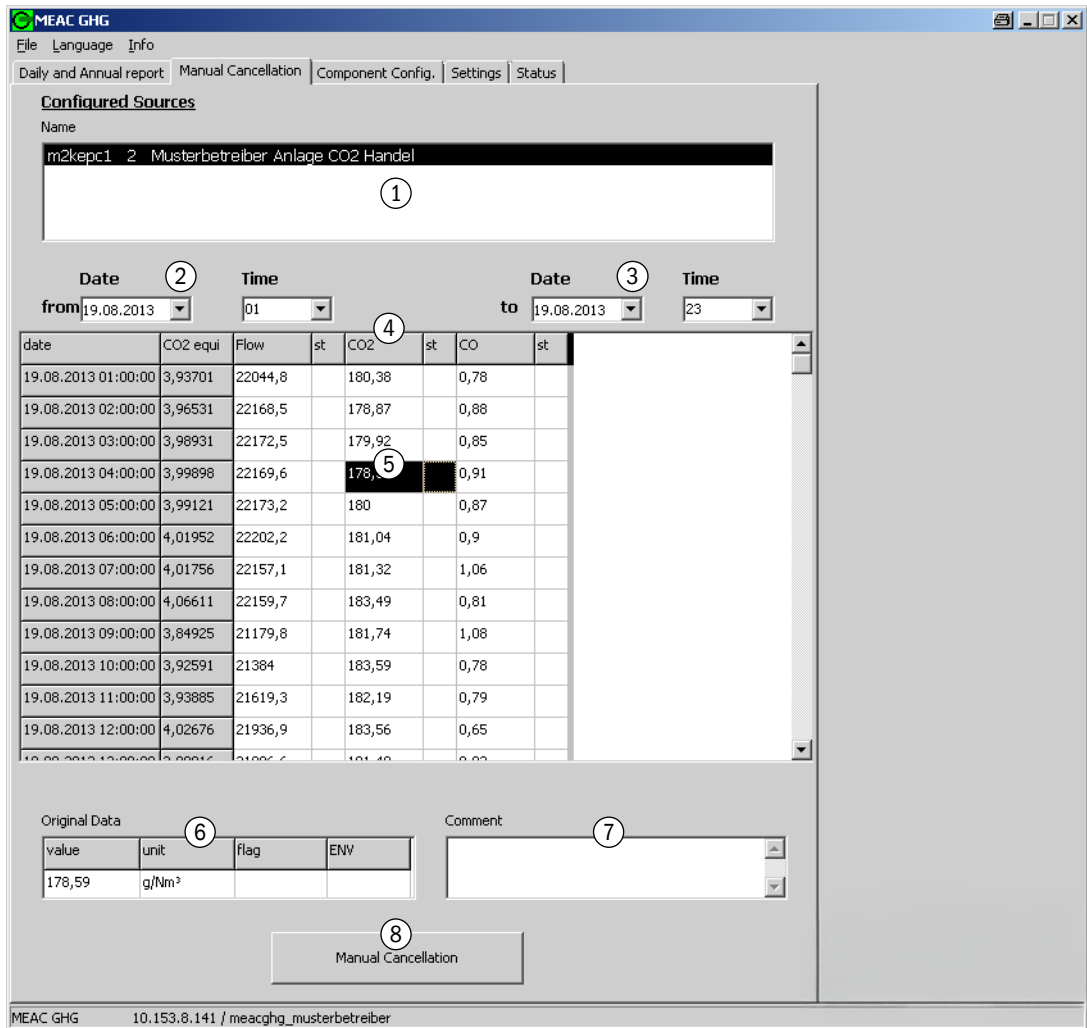 MEAC GHG
File Language Info
Daily and Annual report Manual Cancellation Component Config. Settings Status
Configured Sources
Name
m2kepc1 2 Musterbetreiber Anlage CO2 Handel
1
Date 2 Time Date 3 Time
from 19.08.2013 01 to 19.08.2013 23
4
date CO2 equi Flow st CO2 st CO st
19.08.2013 01:00:00 3,93701 22044,8 180,38 0,78
19.08.2013 02:00:00 3,96531 22168,5 178,87 0,88
19.08.2013 03:00:00 3,98931 22172,5 179,92 0,85
19.08.2013 04:00:00 3,99898 22169,6 5 0,91
19.08.2013 05:00:00 3,99121 22173,2 180 0,87
19.08.2013 06:00:00 4,01952 22202,2 181,04 0,9
19.08.2013 07:00:00 4,01756 22157,1 181,32 1,06
19.08.2013 08:00:00 4,06611 22159,7 183,49 0,81
19.08.2013 09:00:00 3,84925 21179,8 181,74 1,08
19.08.2013 10:00:00 3,92591 21384 183,59 0,78
19.08.2013 11:00:00 3,93885 21619,3 182,19 0,79
19.08.2013 12:00:00 4,02676 21936,9 183,56 0,65
Original Data 6 Comment 7
value unit flag ENV
178,59 g/Nm³
8
Manual Cancellation
MEAC GHG 10.153.8.141 / meacghg_musterbetreiber